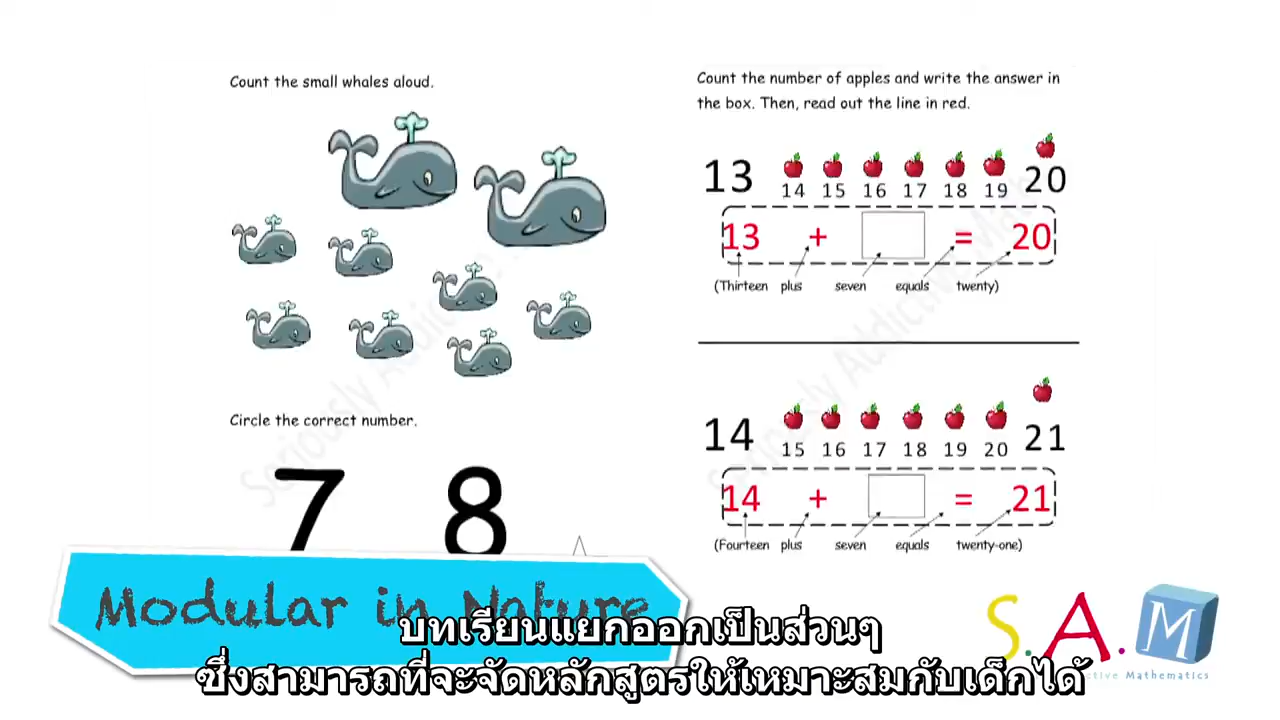 Count the small whales aloud.
Circle the correct number.
7 8
Count the number of apples and write the answer in
the box. Then, read out the line in red.
13 14 15 16 17 18 19 20
13 + = 20
(Thirteen plus seven equals twenty)
14 15 16 17 18 19 20 21
14 + = 21
(Fourteen plus seven equals twenty-one)
Modular in Nature
S.A.M
Mathematics
บทเรียนแยกออกเป็นส่วนๆ
ซึ่งสามารถที่จะจัดหลักสูตรให้เหมาะสมกับเด็กได้